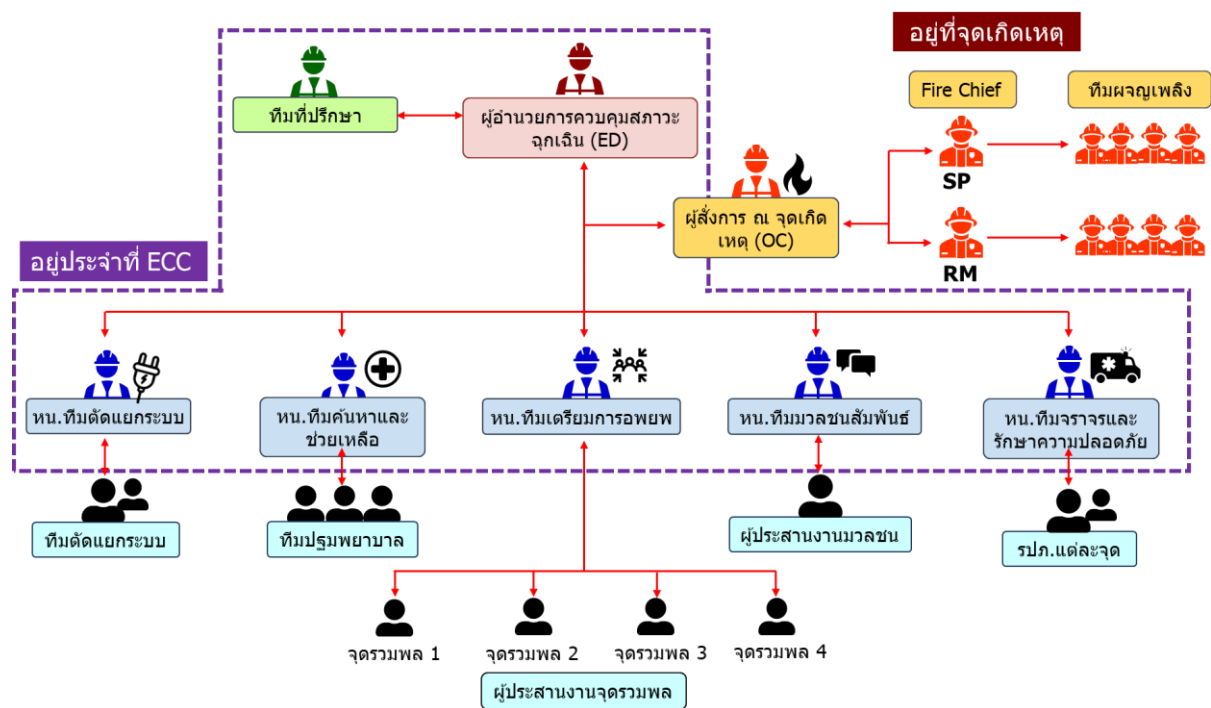 อยู่ที่จุดเกิดเหตุ
Fire Chief
ทีมผจญเพลิง
ทีมที่ปรึกษา
ผู้อำนวยการควบคุมสภาวะ
ฉุกเฉิน (ED)
SP
ผู้สั่งการ ณ จุดเกิด
เหตุ (OC)
RM
อยู่ประจำที่ ECC
หน.ทีมตัดแยกระบบ
หน.ทีมค้นหาและ
ช่วยเหลือ
หน.ทีมเตรียมการอพยพ
หน.ทีมมวลชนสัมพันธ์
หน.ทีมจราจรและ
รักษาความปลอดภัย
ทีมตัดแยกระบบ
ทีมปฐมพยาบาล
ผู้ประสานงานมวลชน
รปภ.แต่ละจุด
จุดรวมพล 1
จุดรวมพล 2
จุดรวมพล 3
จุดรวมพล 4
ผู้ประสานงานจุดรวมพล